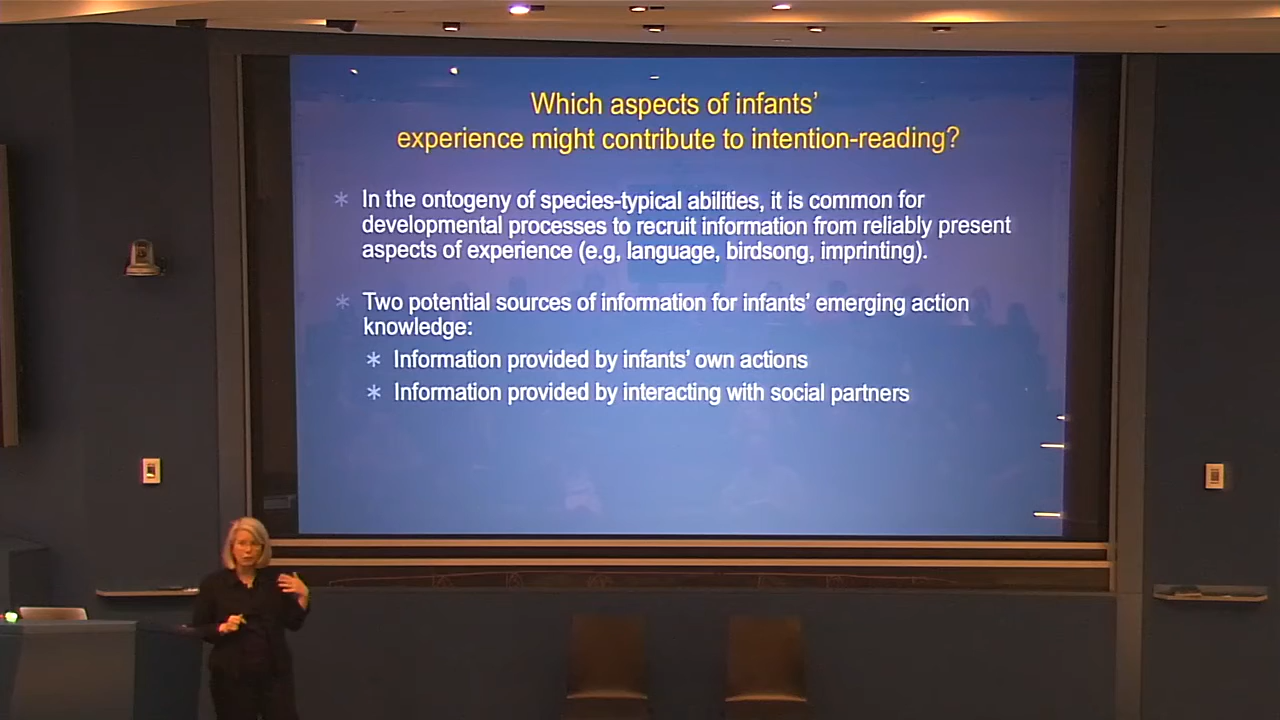 Which aspects of infants’
experience might contribute to intention-reading?
* In the ontogeny of species-typical abilities, it is common for
developmental processes to recruit information from reliably present
aspects of experience (e.g, language, birdsong, imprinting).
* Two potential sources of information for infants’ emerging action
knowledge:
* Information provided by infants’ own actions
* Information provided by interacting with social partners